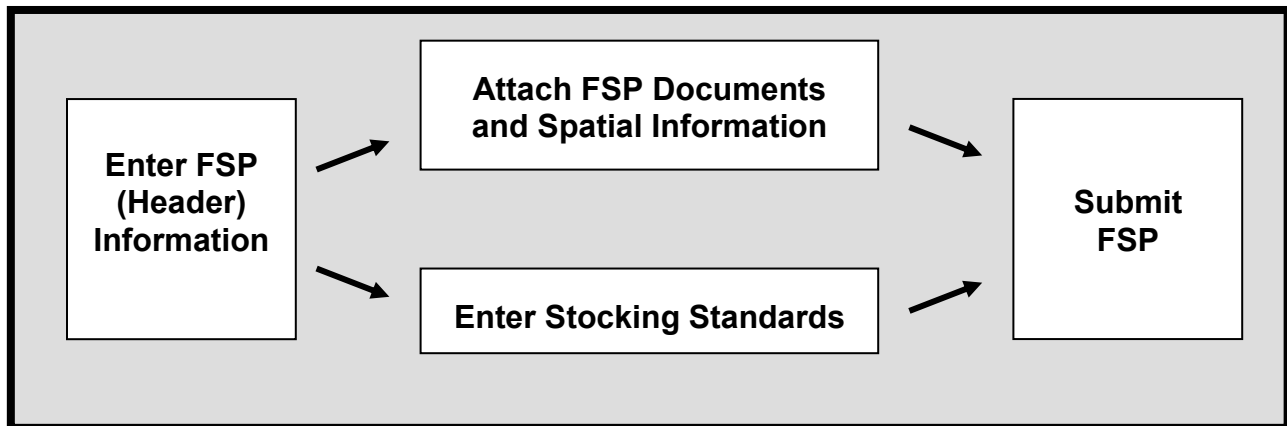 Enter FSP
(Header)
Information
Attach FSP Documents
and Spatial Information
Enter Stocking Standards
Submit
FSP